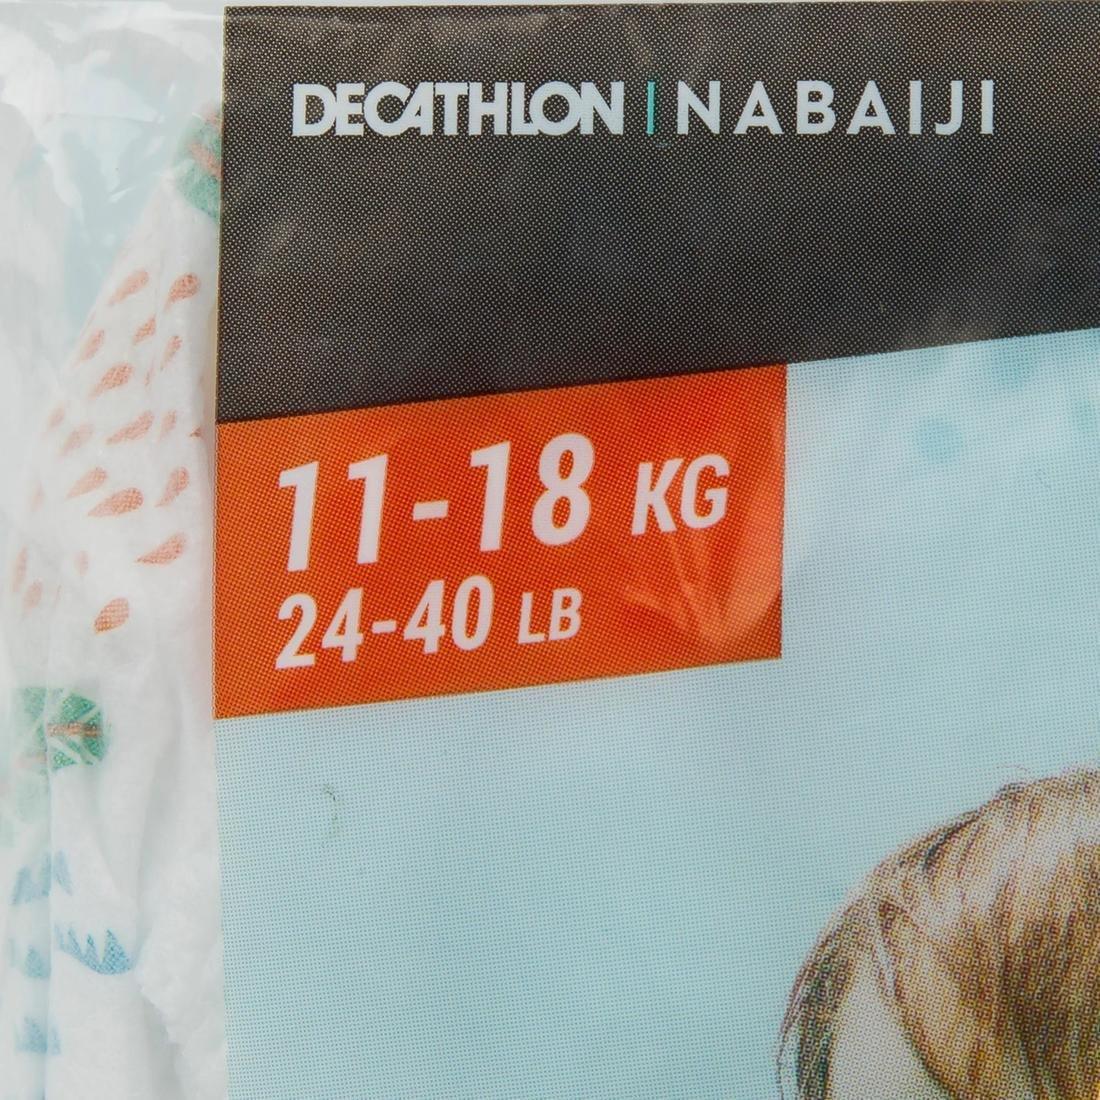 DECATHLON | NABAIJI
11-18 KG
24-40 LB